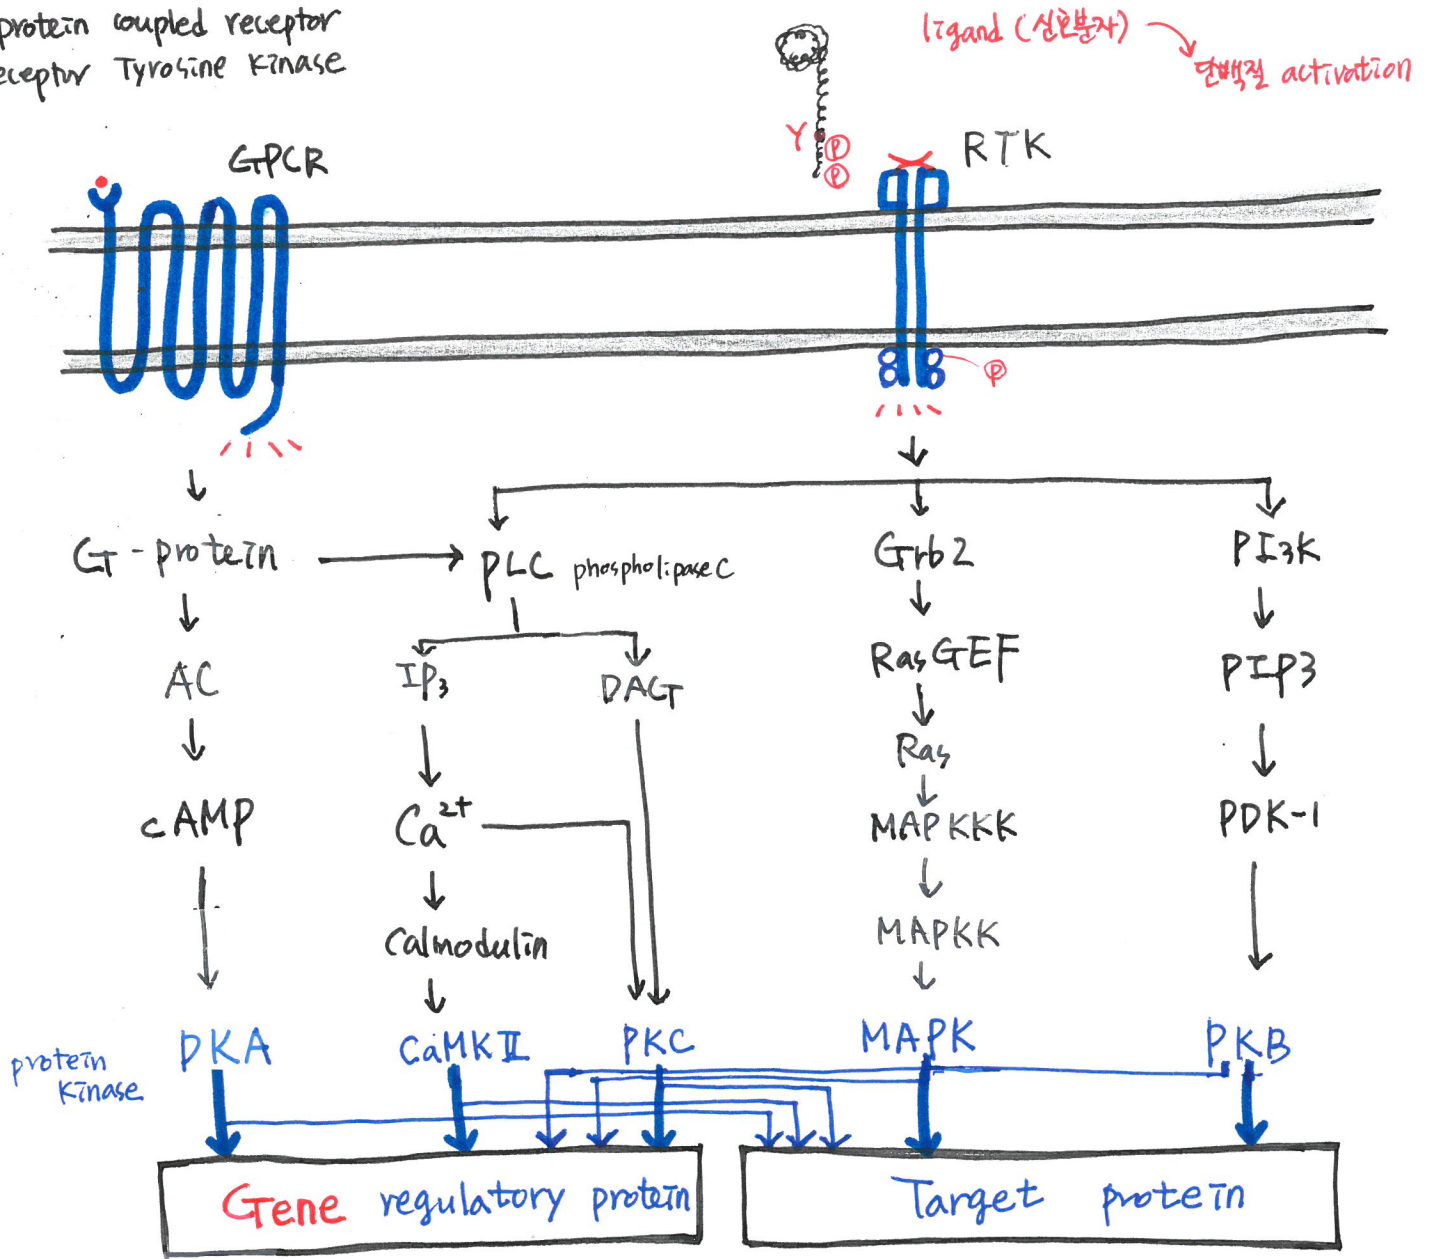 protein coupled receptor
eceptor Tyrosine Kinase
ligand (신호분자)
단백질 activation
GPCR
Y
P
P
RTK
P
G-protein
PLC phospholipase C
Grb2
PI3K
AC
IP3
DAG
RasGEF
PIP3
Ras
cAMP
Ca2+
MAPKKK
PDK-1
Calmodulin
MAPKK
protein
Kinase
PKA
CaMKII
PKC
MAPK
PKB
Gene regulatory protein
Target protein